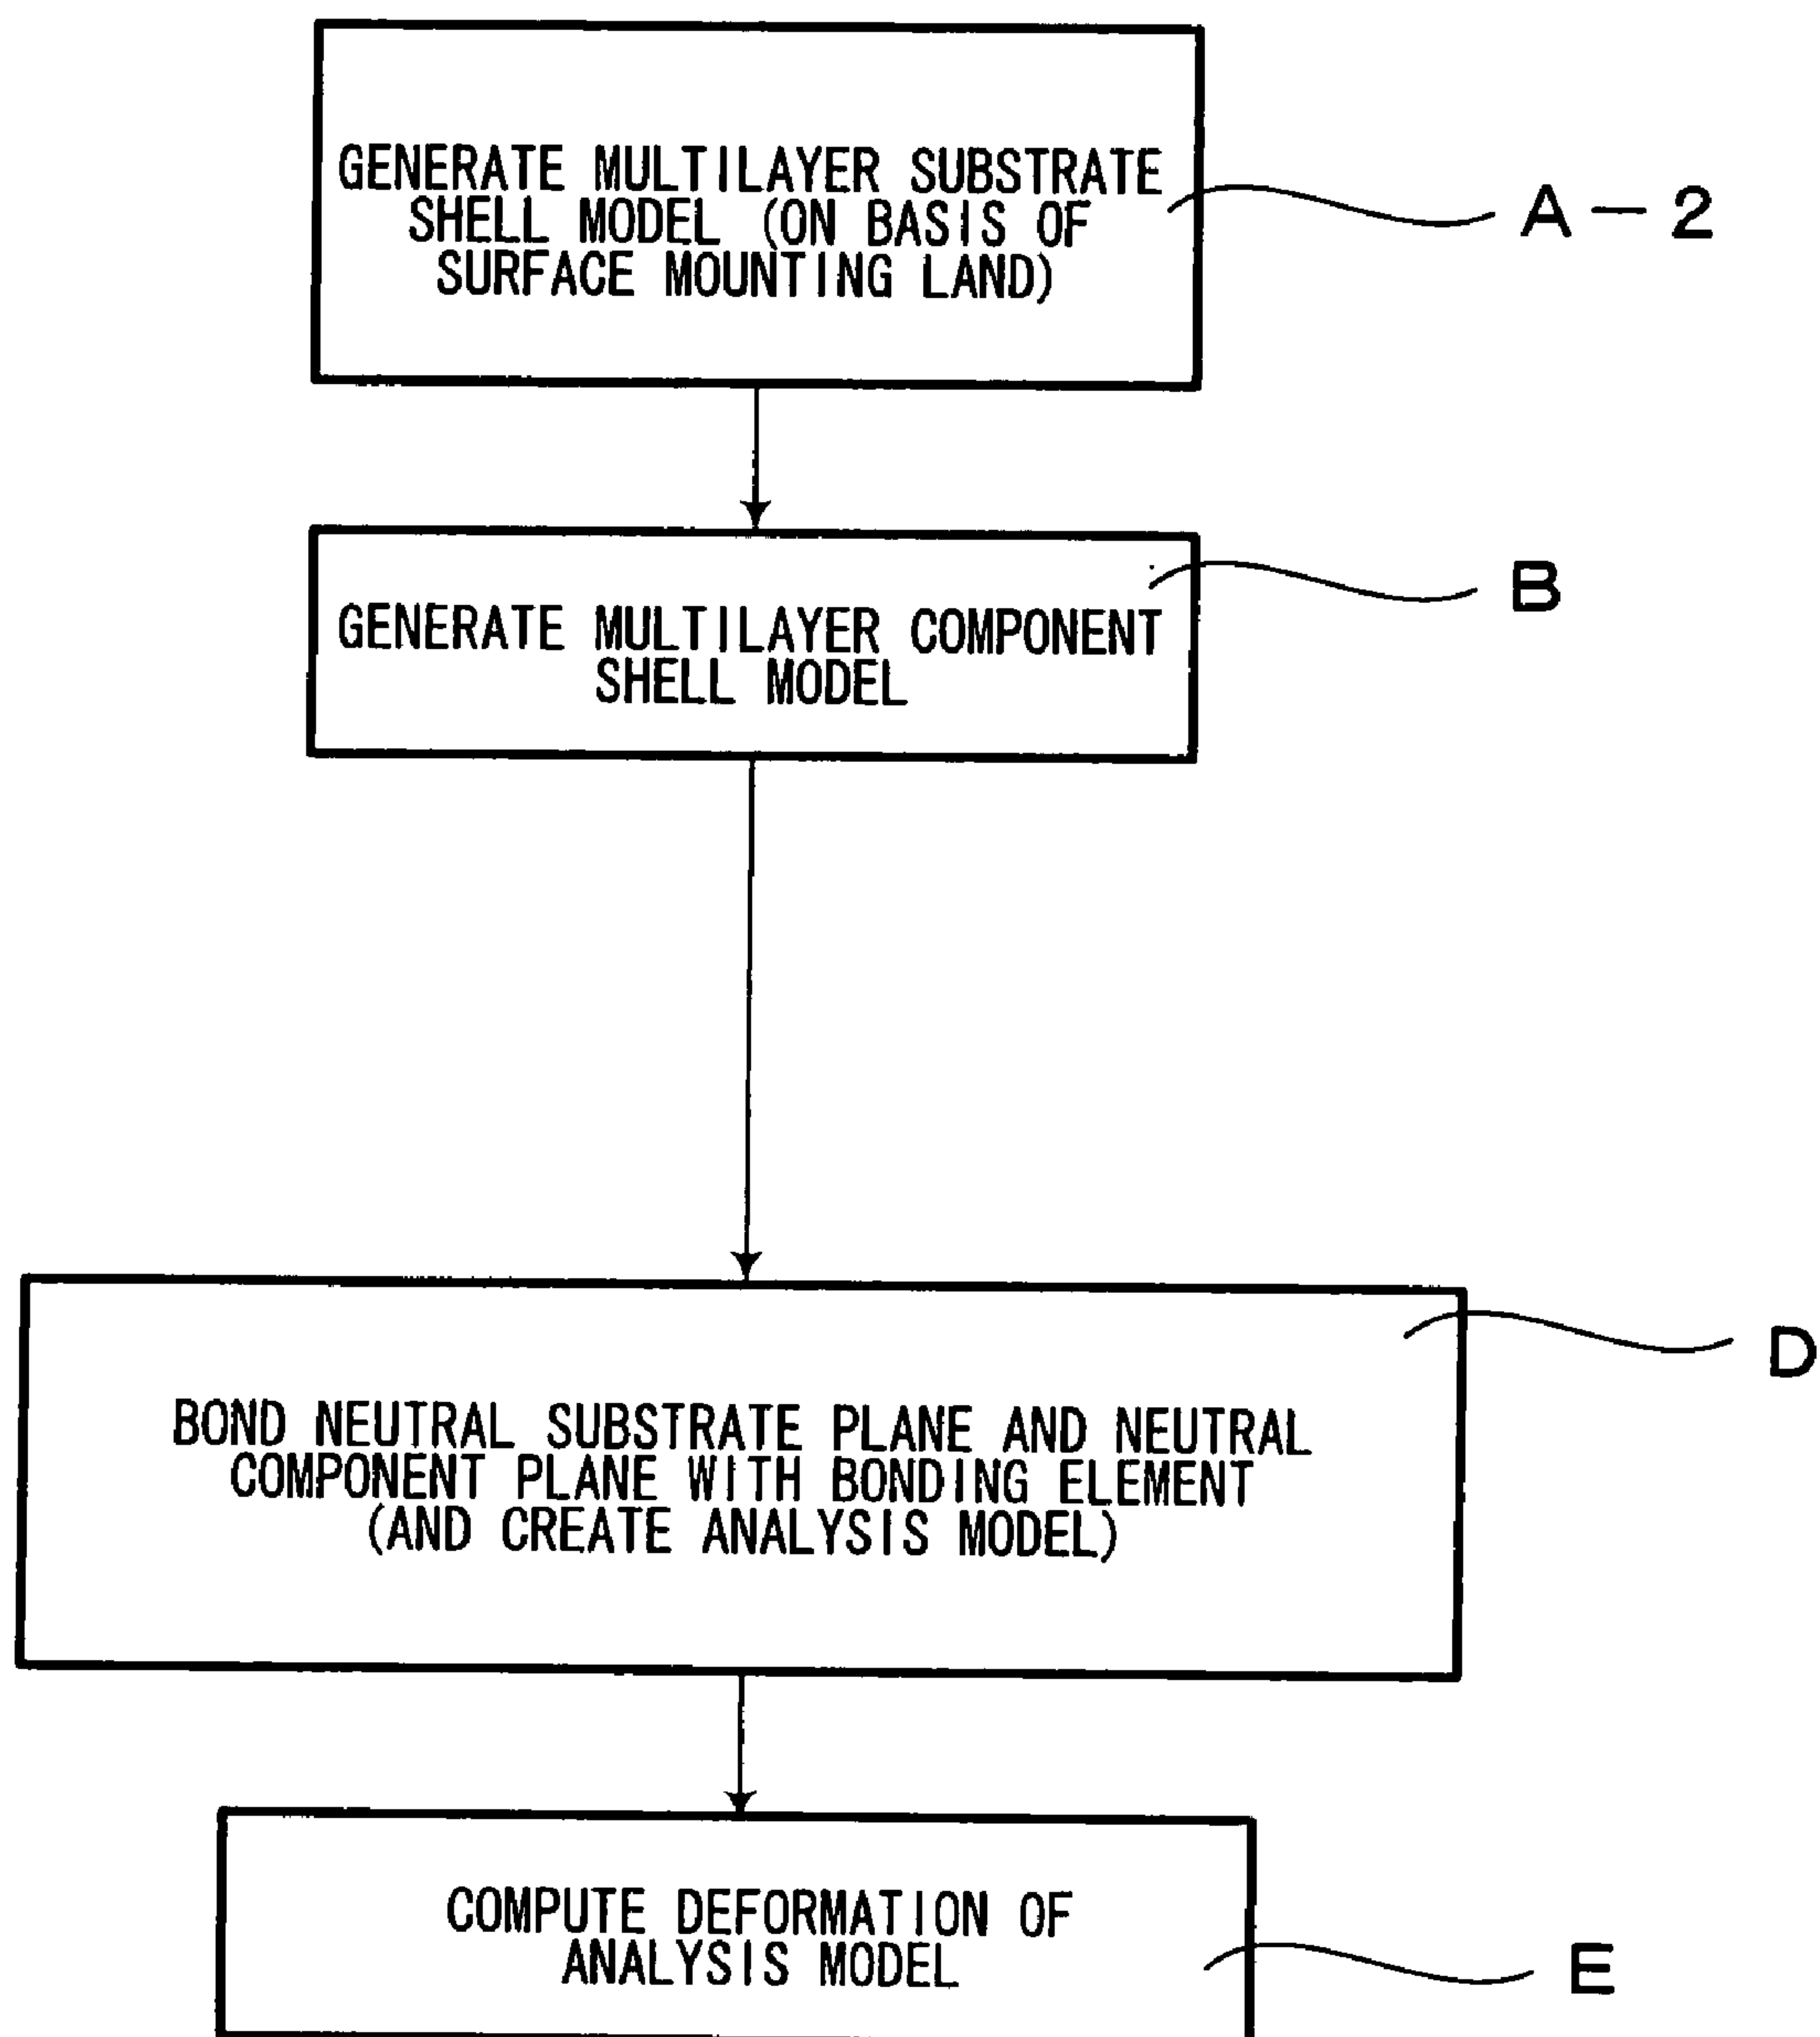 GENERATE MULTILAYER SUBSTRATE
SHELL MODEL (ON BASIS OF
SURFACE MOUNTING LAND)
A-2
B
GENERATE MULTILAYER COMPONENT
SHELL MODEL
D
BOND NEUTRAL SUBSTRATE PLANE AND NEUTRAL
COMPONENT PLANE WITH BONDING ELEMENT
(AND CREATE ANALYSIS MODEL)
COMPUTE DEFORMATION OF
ANALYSIS MODEL
E